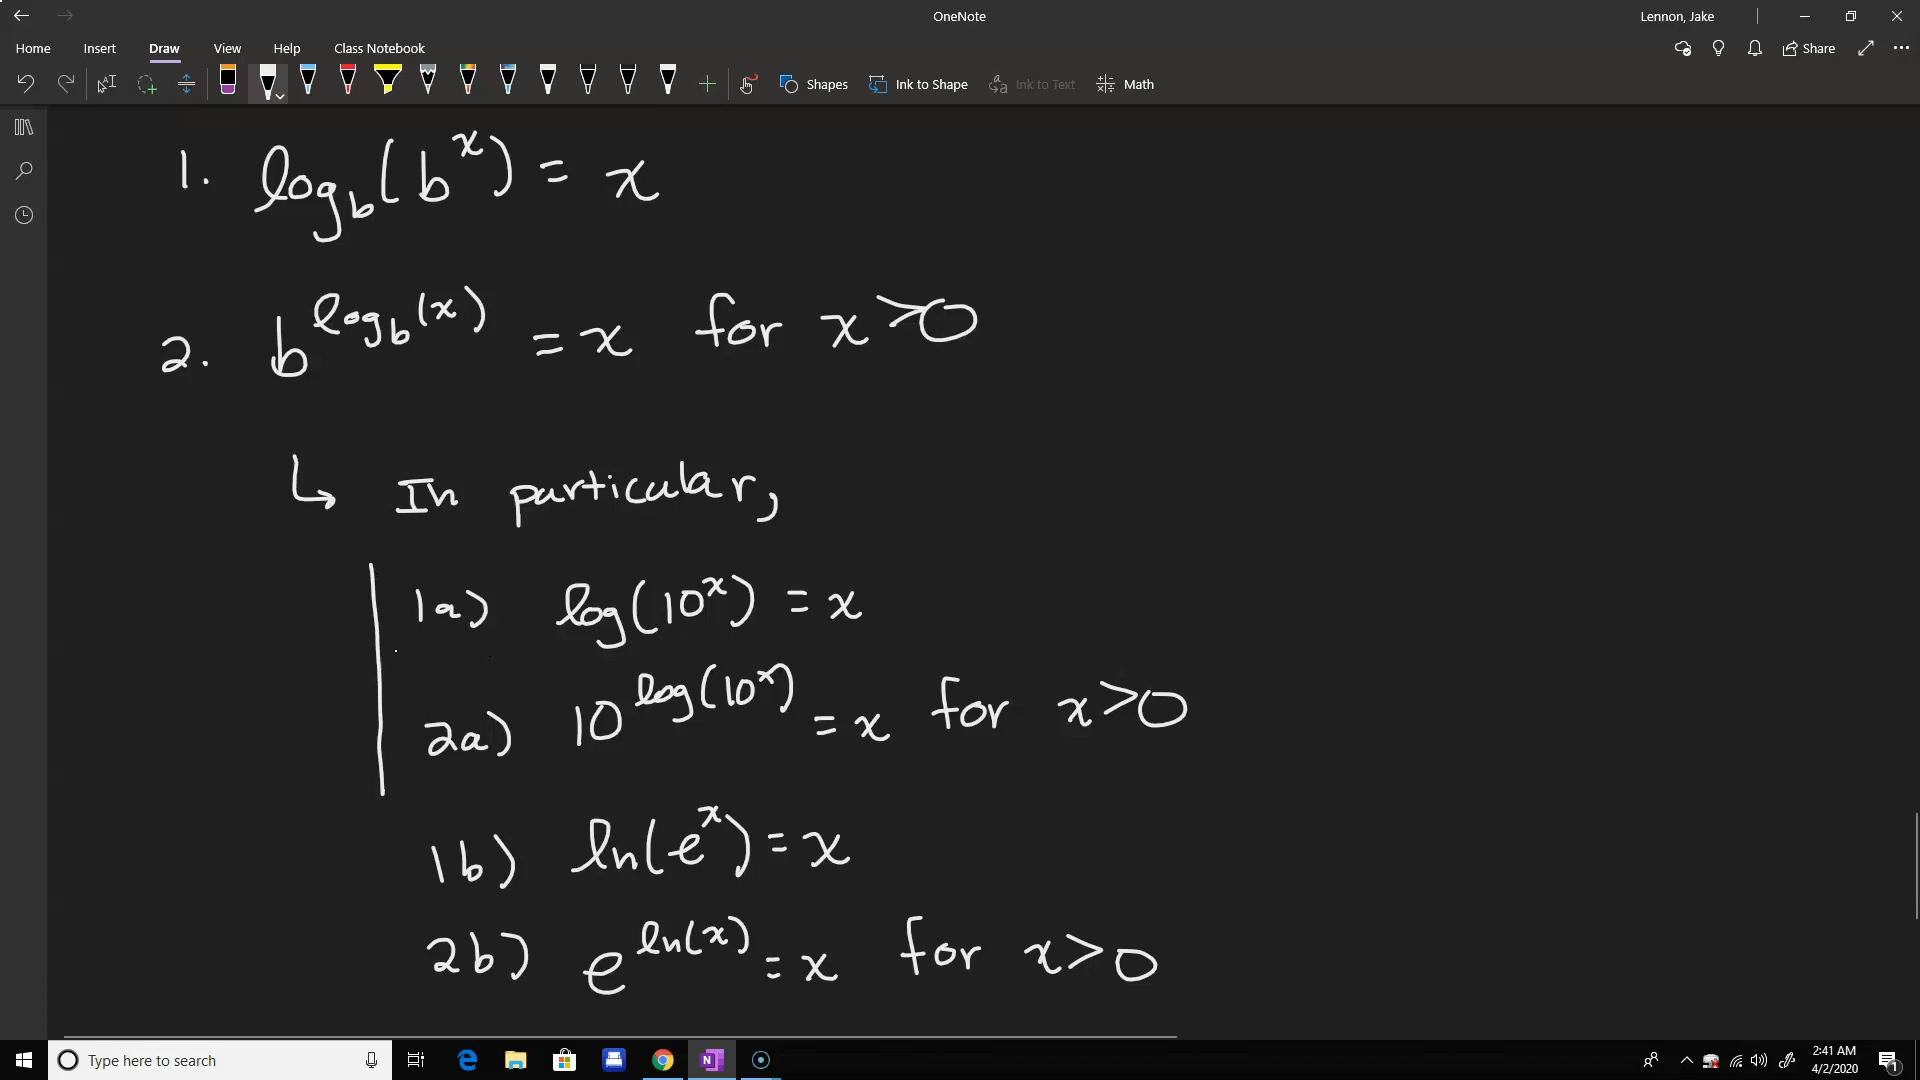 OneNote
Lennon, Jake
Home Insert Draw View Help Class Notebook
Share
Shapes Ink to Shape Ink to Text Math
1. log_b(b^x) = x
2. b^{log_b(x)} = x for x>0
↳ In particular,
1a) log(10^x) = x
2a) 10^{log(10^x)} = x for x>0
1b) ln(e^x) = x
2b) e^{ln(x)} = x for x>0
Type here to search
2:41 AM
4/2/2020
1